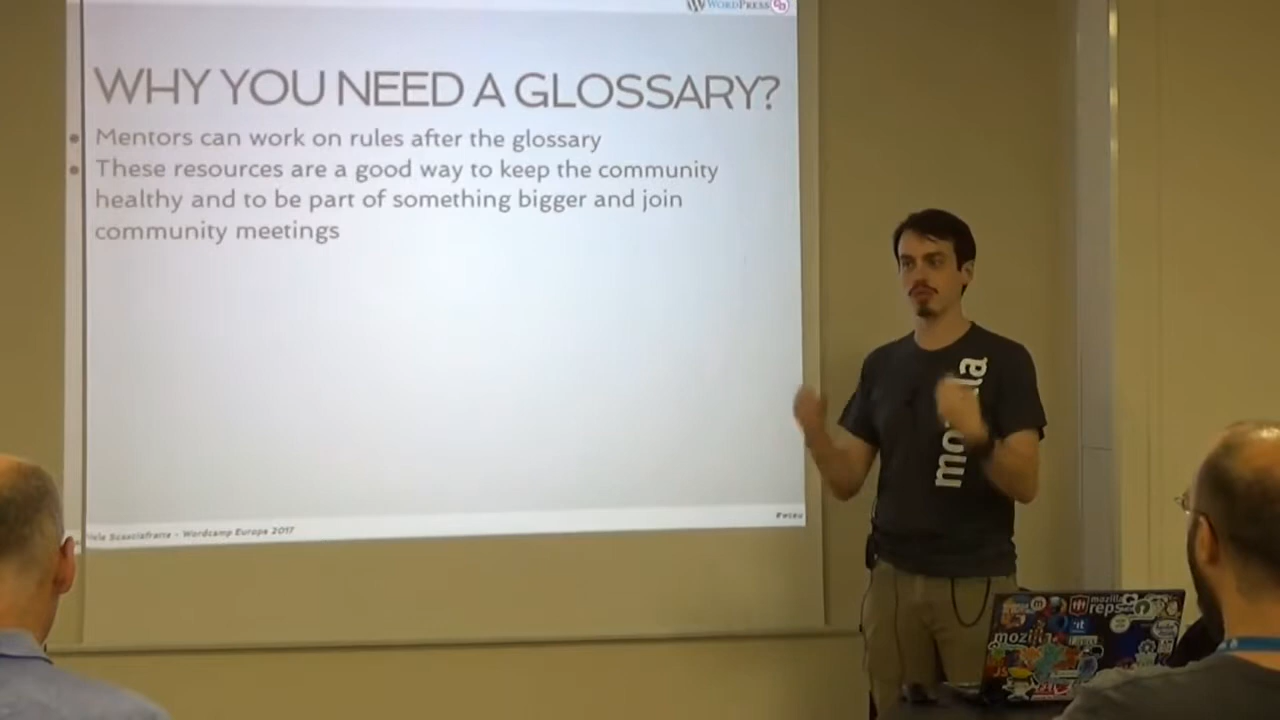 WORDPRESS
WHY YOU NEED A GLOSSARY?
• Mentors can work on rules after the glossary
• These resources are a good way to keep the community
healthy and to be part of something bigger and join
community meetings
Wordcamp Europe 2017
#wceu
mozilla
mozilla
reps
mozilla